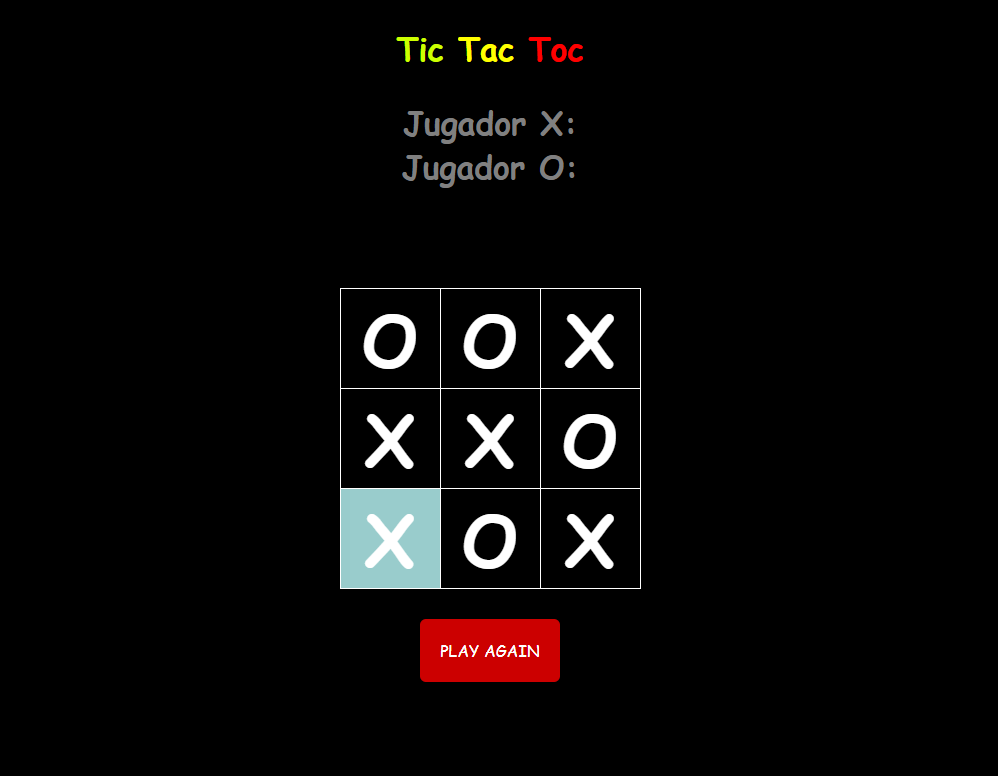 Tic Tac Toc
Jugador X:
Jugador O:
O O X
X X O
X O X
PLAY AGAIN